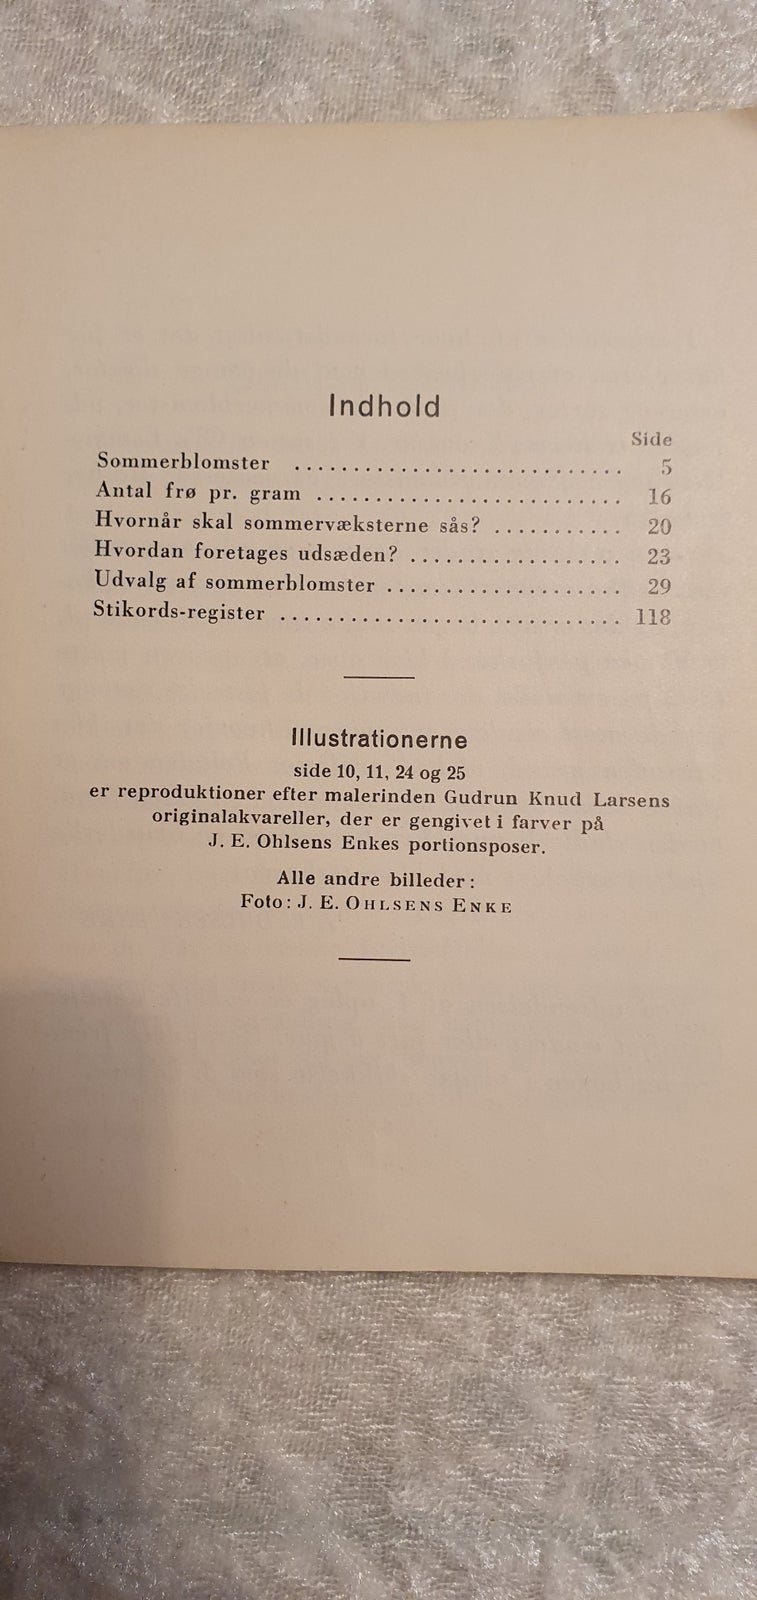 Indhold
Side
Sommerblomster ............................ 5
Antal frø pr. gram .......................... 16
Hvornår skal sommervæksterne sås? ........... 20
Hvordan foretages udsæden? .................. 23
Udvalg af sommerblomster .................... 29
Stikords-register ............................. 118
Illustrationerne
side 10, 11, 24 og 25
er reproduktioner efter malerinden Gudrun Knud Larsens
originalakvareller, der er gengivet i farver på
J. E. Ohlsens Enkes portionsposer.
Alle andre billeder:
Foto: J. E. OHLSENS ENKE